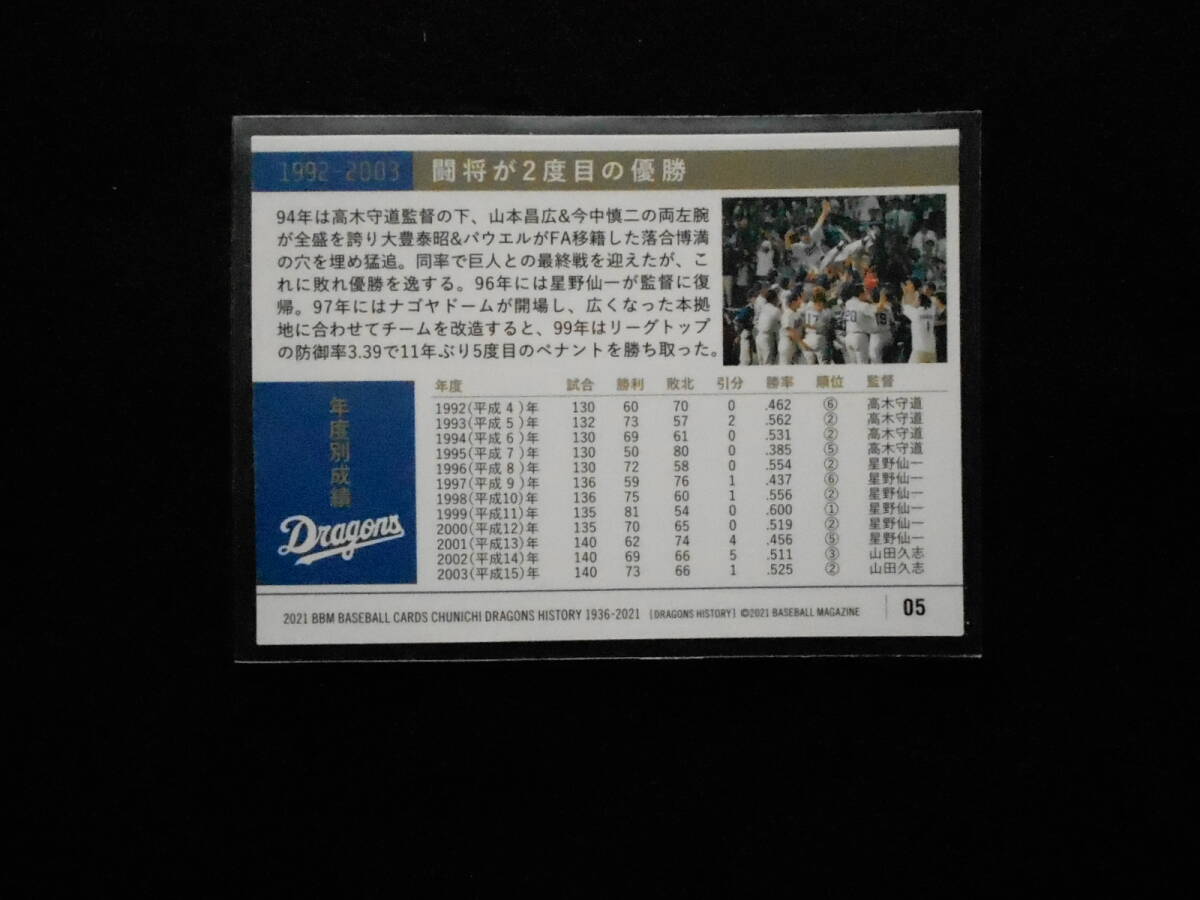 1992-2003 闘将が2度目の優勝
94年は高木守道監督の下、山本昌広&今中慎二の両左腕
が全盛を誇り大豊泰昭&パウエルがFA移籍した落合博満
の穴を埋め猛追。同率で巨人との最終戦を迎えたが、こ
れに敗れ優勝を逸する。96年には星野仙一が監督に復
帰。97年にはナゴヤドームが開場し、広くなった本拠
地に合わせてチームを改造すると、99年はリーグトップ
の防御率3.39で11年ぶり5度目のペナントを勝ち取った。
年度別成績
Dragons
年度 試合 勝利 敗北 引分 勝率 順位 監督
1992(平成 4 )年 130 60 70 0 .462 ⑥ 高木守道
1993(平成 5 )年 132 73 57 2 .562 ② 高木守道
1994(平成 6 )年 130 69 61 0 .531 ② 高木守道
1995(平成 7 )年 130 50 80 0 .385 ⑤ 高木守道
1996(平成 8 )年 130 72 58 0 .554 ② 星野仙一
1997(平成 9 )年 136 59 76 1 .437 ⑥ 星野仙一
1998(平成10)年 136 75 60 1 .556 ② 星野仙一
1999(平成11)年 135 81 54 0 .600 ① 星野仙一
2000(平成12)年 135 70 65 0 .519 ② 星野仙一
2001(平成13)年 140 62 74 4 .456 ⑤ 星野仙一
2002(平成14)年 140 69 66 5 .511 ③ 山田久志
2003(平成15)年 140 73 66 1 .525 ② 山田久志
2021 BBM BASEBALL CARDS CHUNICHI DRAGONS HISTORY 1936-2021 [DRAGONS HISTORY] ©2021 BASEBALL MAGAZINE 05